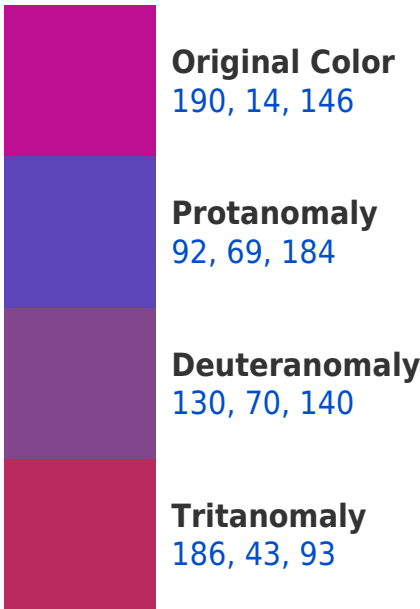 Original Color
190, 14, 146
Protanomaly
92, 69, 184
Deuteranomaly
130, 70, 140
Tritanomaly
186, 43, 93